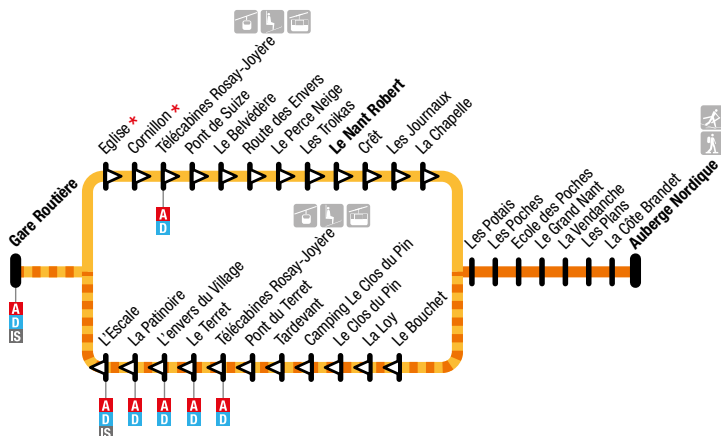 Gare Routière
A
D
IS
Eglise *
Cornillon *
Télécabines Rosay-Joyère
Pont de Suize
Le Belvédère
Route des Envers
Le Perce Neige
Les Troikas
Le Nant Robert
Crêt
Les Journaux
La Chapelle
A
D
Les Potais
Les Poches
Ecole des Poches
Le Grand Nant
La Vendanche
Les Plans
La Côte Brandet
Auberge Nordique
L'Escale
La Patinoire
L'envers du Village
Le Terret
Télécabines Rosay-Joyère
Pont du Terret
Tardevant
Camping Le Clos du Pin
Le Clos du Pin
La Loy
Le Bouchet
A
D
IS
A
D
A
D
A
D
A
D